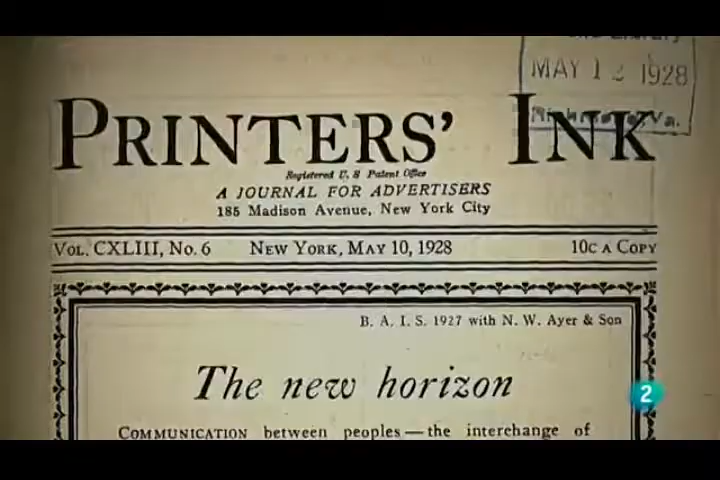 MAY 12 1928
PRINTERS' INK
Registered U. S Patent Office
A JOURNAL FOR ADVERTISERS
185 Madison Avenue, New York City
VOL. CXLIII, No. 6 NEW YORK, MAY 10, 1928 10C A COPY
B. A. I. S. 1927 with N. W. Ayer & Son
The new horizon
COMMUNICATION between peoples — the interchange of
2